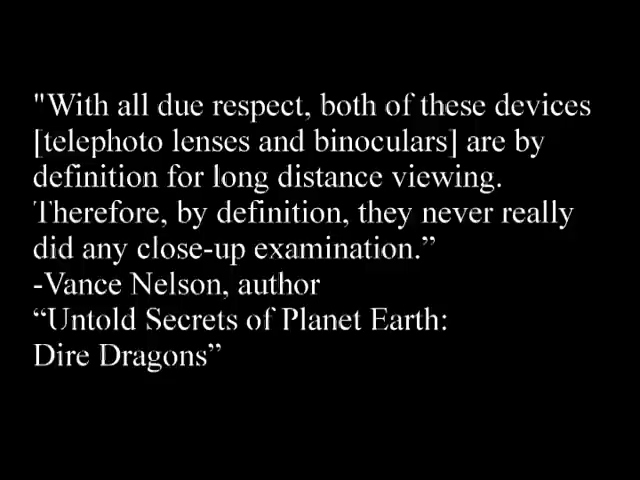 "With all due respect, both of these devices
[telephoto lenses and binoculars] are by
definition for long distance viewing.
Therefore, by definition, they never really
did any close-up examination.”
-Vance Nelson, author
“Untold Secrets of Planet Earth:
Dire Dragons”